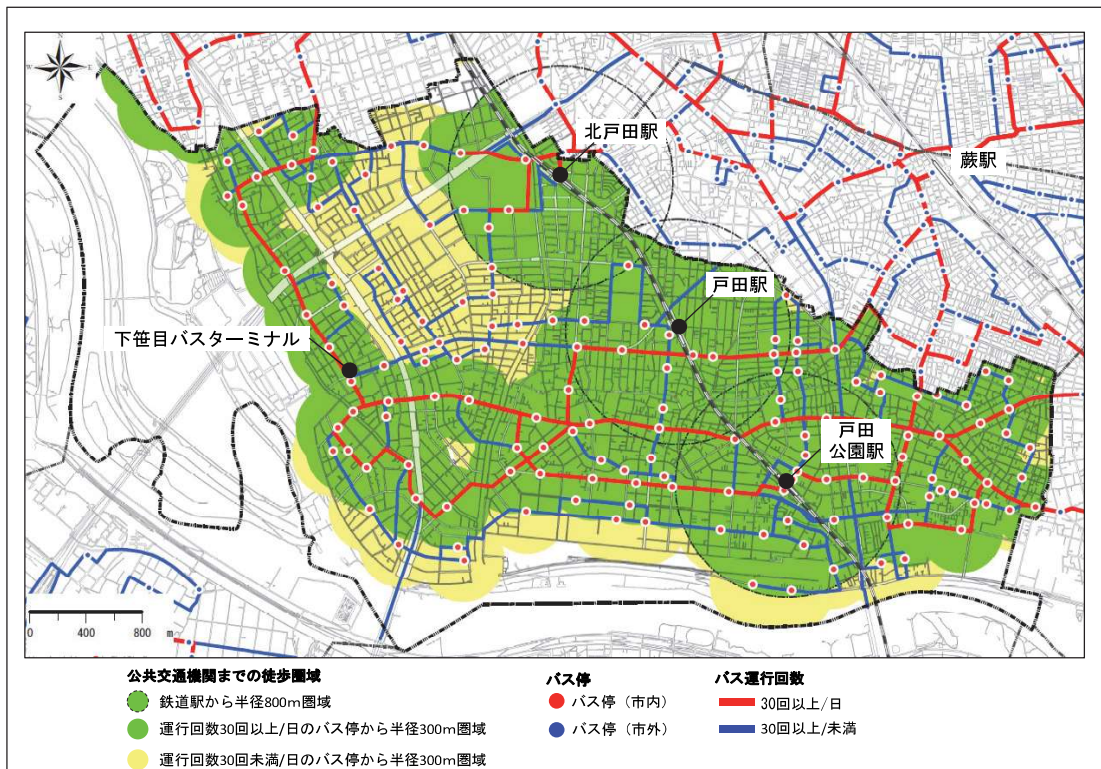 N
W
E
S
北戸田駅
蕨駅
戸田駅
下笹目バスターミナル
戸田
公園駅
0 400 800 m
公共交通機関までの徒歩圏域
鉄道駅から半径800m圏域
運行回数30回以上/日のバス停から半径300m圏域
運行回数30回未満/日のバス停から半径300m圏域
バス停
バス停（市内）
バス停（市外）
バス運行回数
30回以上/日
30回以上/未満